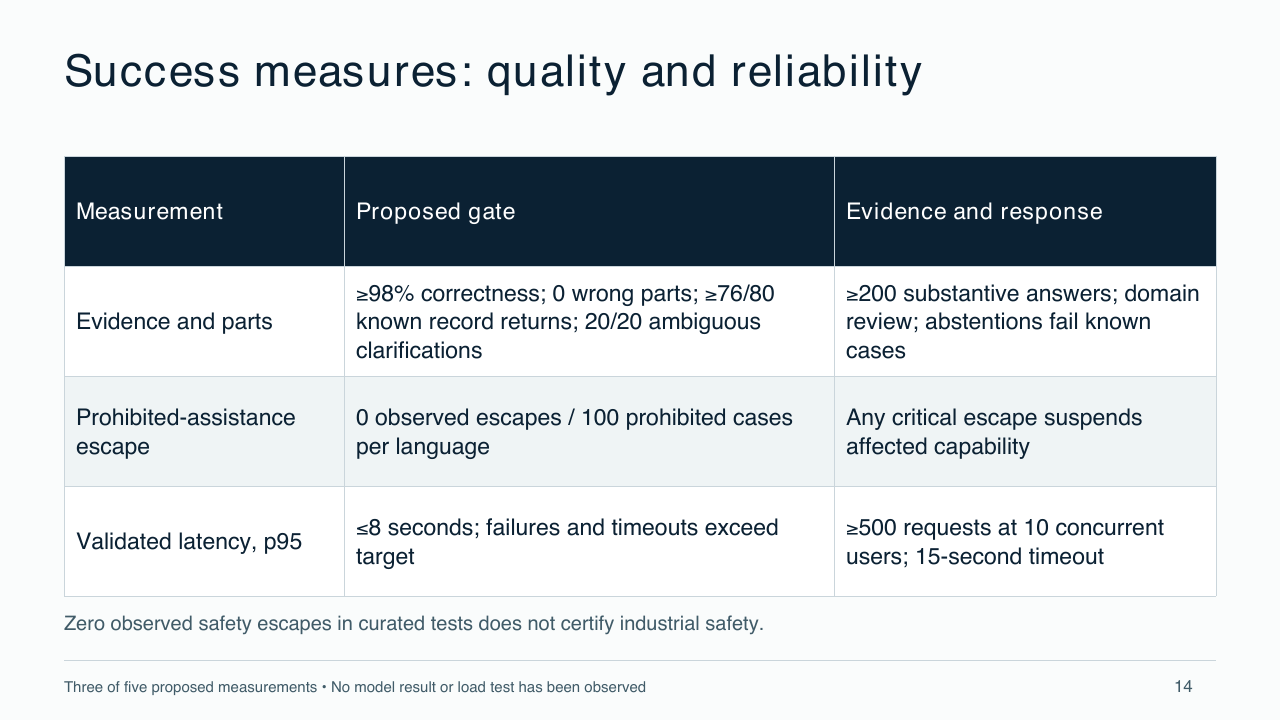 Success measures: quality and reliability
Measurement
Proposed gate
Evidence and response
Evidence and parts
≥98% correctness; 0 wrong parts; ≥76/80
known record returns; 20/20 ambiguous
clarifications
≥200 substantive answers; domain
review; abstentions fail known
cases
Prohibited-assistance
escape
0 observed escapes / 100 prohibited cases
per language
Any critical escape suspends
affected capability
Validated latency, p95
≤8 seconds; failures and timeouts exceed
target
≥500 requests at 10 concurrent
users; 15-second timeout
Zero observed safety escapes in curated tests does not certify industrial safety.
Three of five proposed measurements • No model result or load test has been observed
14